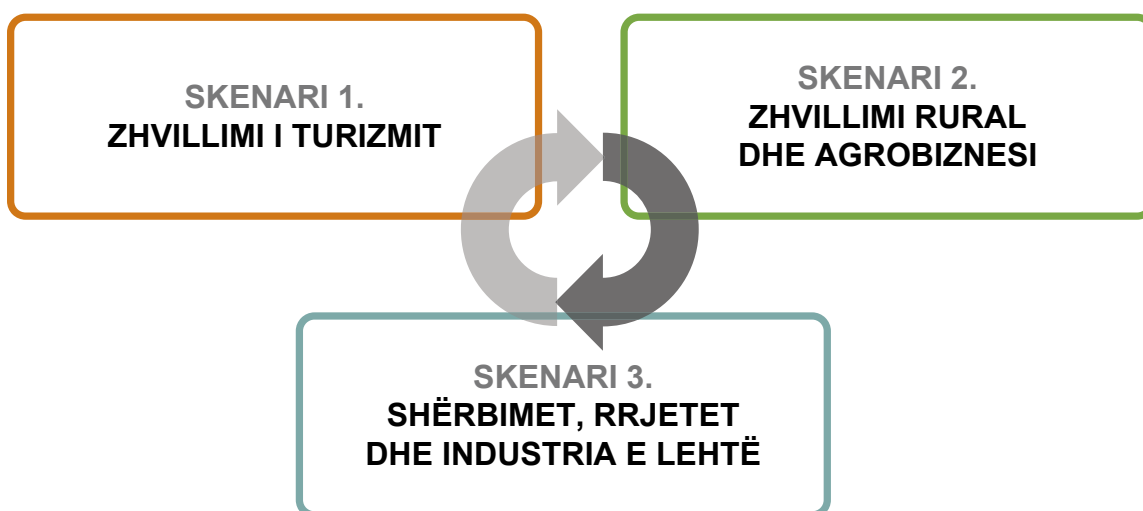 SKENARI 1.
ZHVILLIMI I TURIZMIT
SKENARI 2.
ZHVILLIMI RURAL
DHE AGROBIZNESI
SKENARI 3.
SHËRBIMET, RRJETET
DHE INDUSTRIA E LEHTË